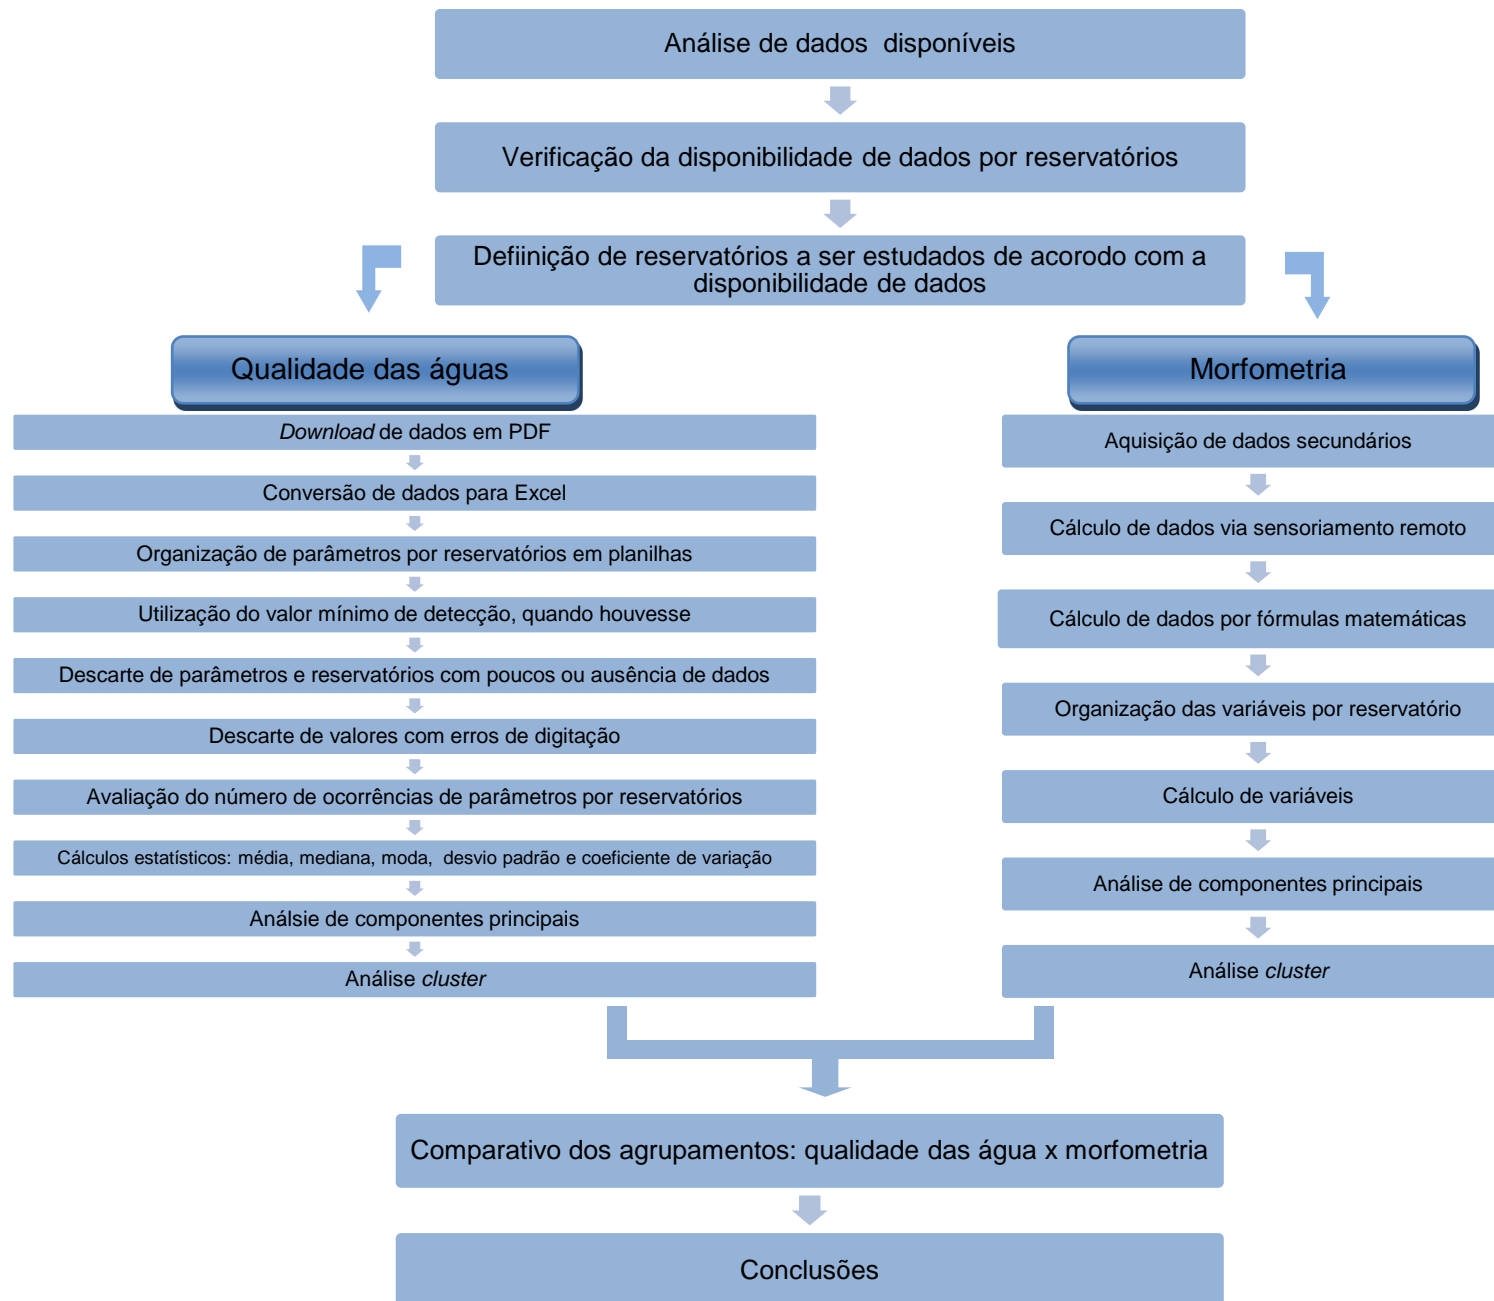 Análise de dados  disponíveis
Verificação da disponibilidade de dados por reservatórios
Defiinição de reservatórios a ser estudados de acorodo com a
disponibilidade de dados
Qualidade das águas
Download de dados em PDF
Conversão de dados para Excel
Organização de parâmetros por reservatórios em planilhas
Utilização do valor mínimo de detecção, quando houvesse
Descarte de parâmetros e reservatórios com poucos ou ausência de dados
Descarte de valores com erros de digitação
Avaliação do número de ocorrências de parâmetros por reservatórios
Cálculos estatísticos: média, mediana, moda,  desvio padrão e coeficiente de variação
Análsie de componentes principais
Análise cluster
Morfometria
Aquisição de dados secundários
Cálculo de dados via sensoriamento remoto
Cálculo de dados por fórmulas matemáticas
Organização das variáveis por reservatório
Cálculo de variáveis
Análise de componentes principais
Análise cluster
Comparativo dos agrupamentos: qualidade das água x morfometria
Conclusões